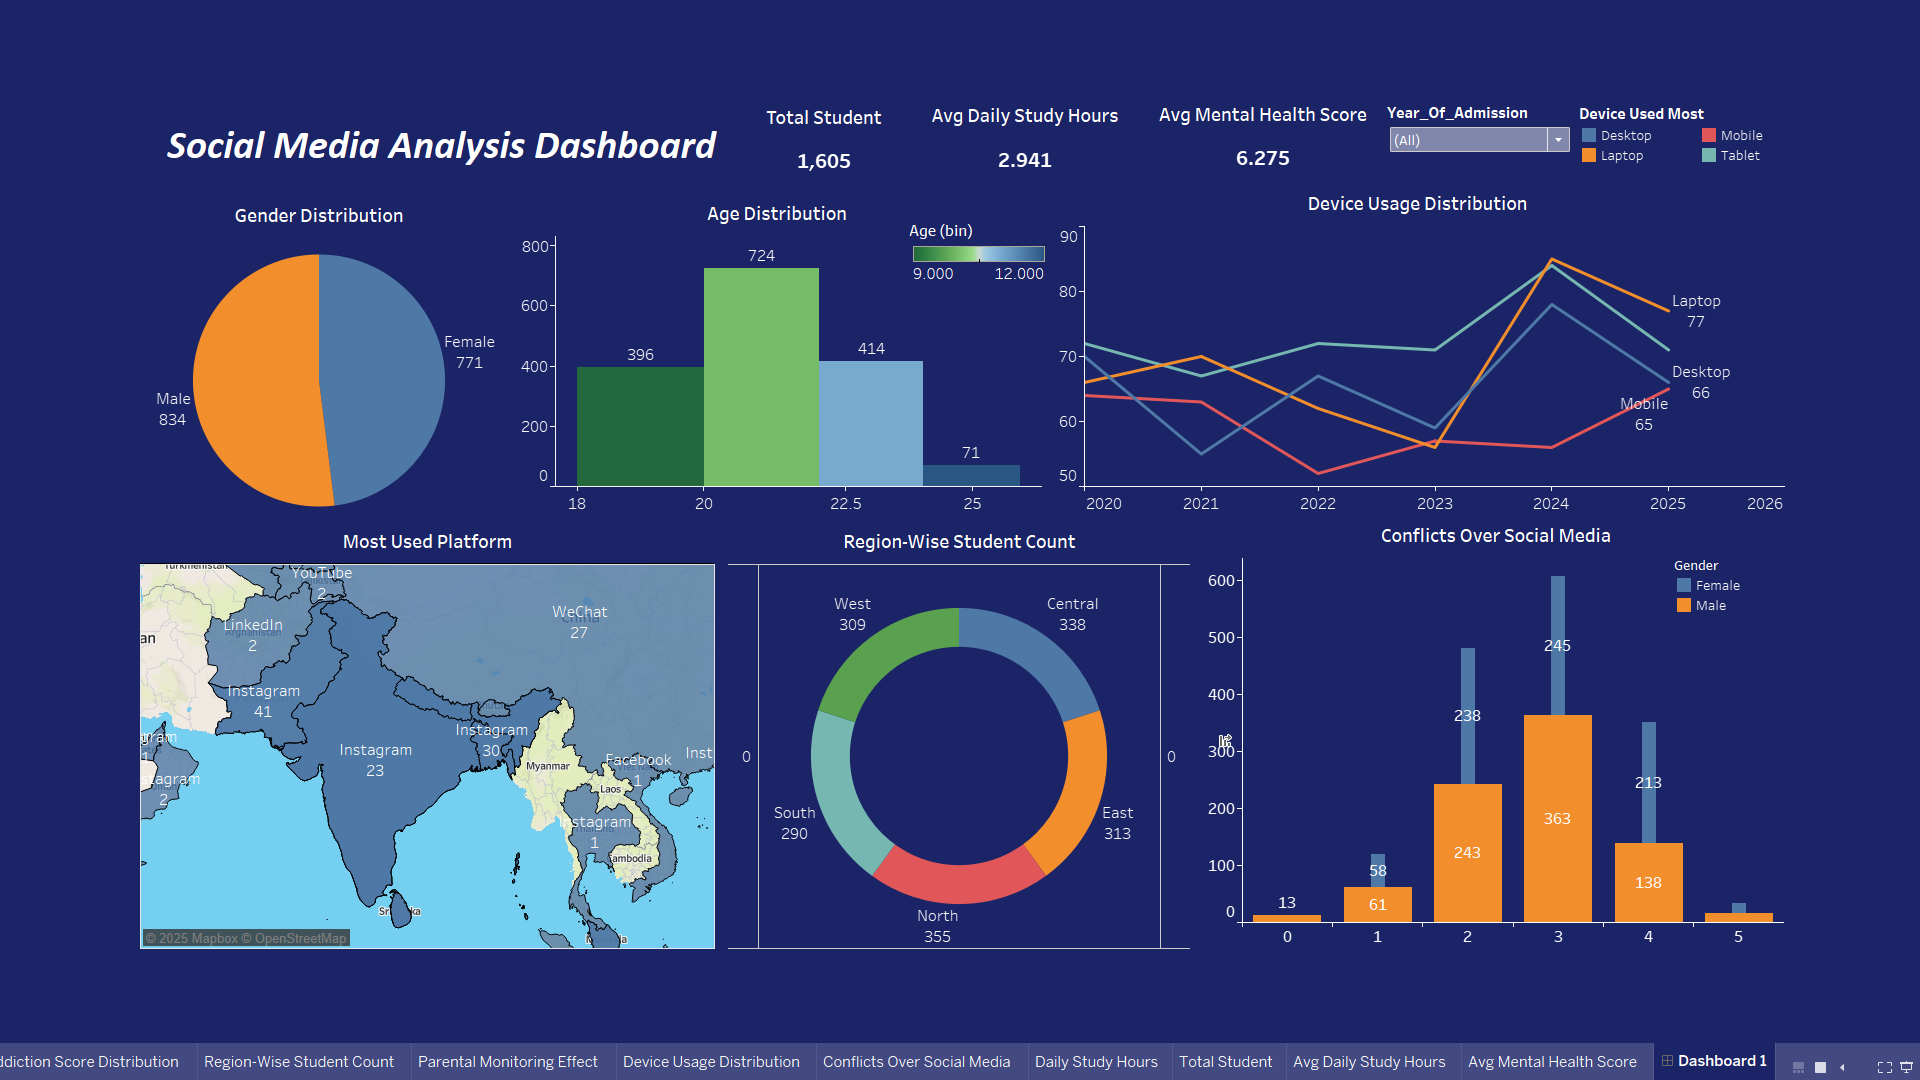 Social Media Analysis Dashboard
Total Student
1,605
Avg Daily Study Hours
2.941
Avg Mental Health Score
6.275
Year_Of_Admission
(All)
Device Used Most
Desktop
Mobile
Laptop
Tablet
Gender Distribution
Female
771
Male
834
Age Distribution
Age (bin)
9.000 12.000
800
600
400
200
0
396
724
414
71
18 20 22.5 25
Device Usage Distribution
90
80
70
60
50
Laptop
77
Desktop
66
Mobile
65
2020 2021 2022 2023 2024 2025 2026
Most Used Platform
YouTube
2
LinkedIn
2
Afghanistan
WeChat
China
27
Instagram
41
Instagram
23
Instagram
30
Facebook
1
Inst
gram
1
stagram
2
Myanmar
Laos
Instagram
1
ambodia
Sri
ka
© 2025 Mapbox © OpenStreetMap
Region-Wise Student Count
West
309
Central
338
0
0
South
290
East
313
North
355
Conflicts Over Social Media
Gender
Female
Male
600
500
400
300
200
100
0
13
58
61
238
243
245
363
213
138
0 1 2 3 4 5
ddiction Score Distribution
Region-Wise Student Count
Parental Monitoring Effect
Device Usage Distribution
Conflicts Over Social Media
Daily Study Hours
Total Student
Avg Daily Study Hours
Avg Mental Health Score
Dashboard 1